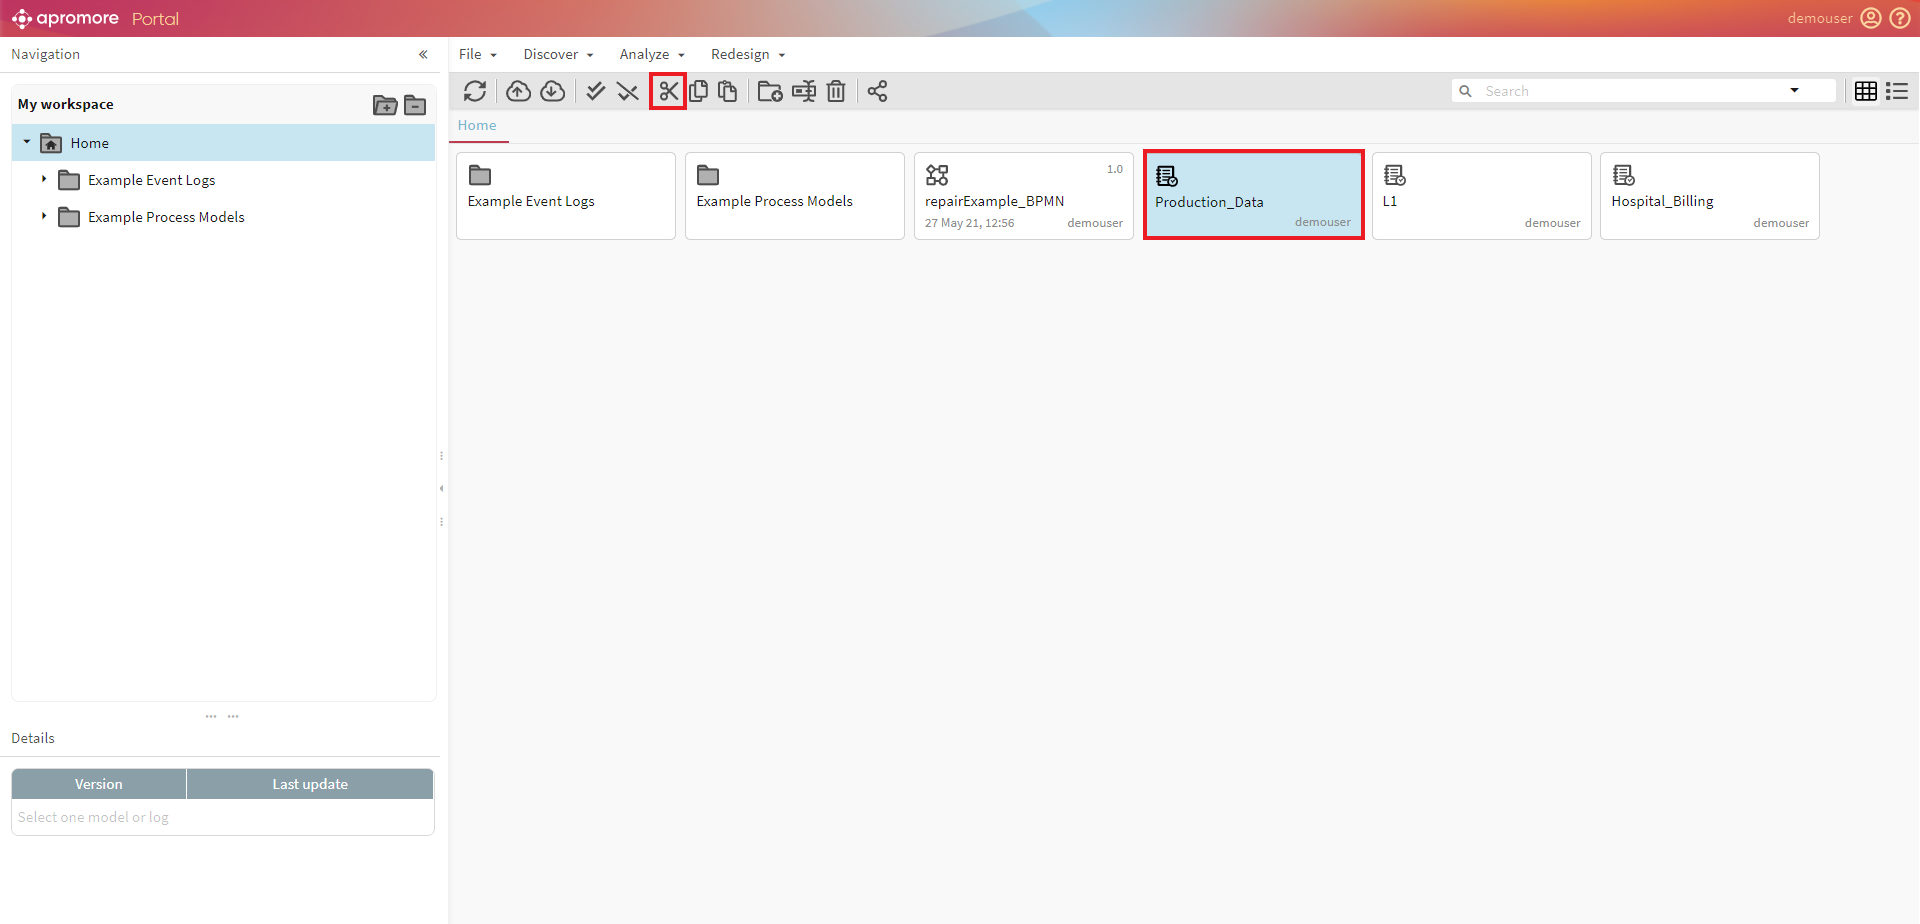 apromore Portal
demouser
Navigation
File
Discover
Analyze
Redesign
Search
My workspace
Home
Example Event Logs
Example Process Models
Home
Example Event Logs
Example Process Models
1.0
repairExample_BPMN
27 May 21, 12:56
demouser
Production_Data
demouser
L1
demouser
Hospital_Billing
demouser
Details
Version
Last update
Select one model or log